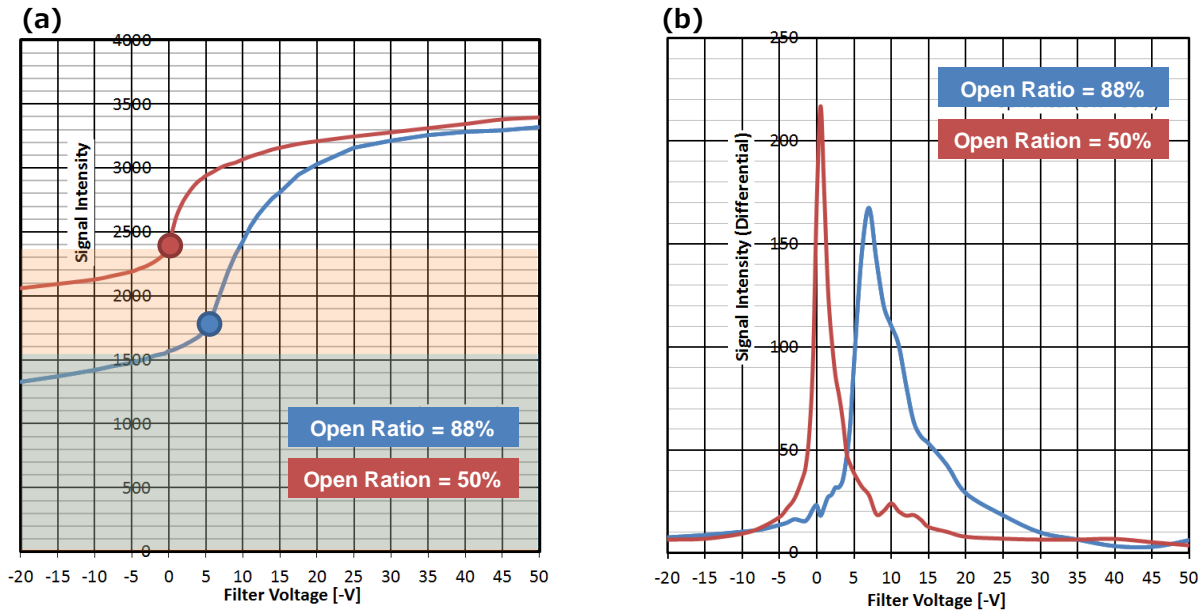 (a)
4000
3500
3000
2500
2000
1500
1000
500
0
Signal Intensity
Open Ratio = 88%
Open Ration = 50%
-20 -15 -10 -5 0 5 10 15 20 25 30 35 40 45 50
Filter Voltage [-V]
(b)
250
200
150
100
50
0
Signal Intensity (Differential)
Open Ratio = 88%
Open Ration = 50%
-20 -15 -10 -5 0 5 10 15 20 25 30 35 40 45 50
Filter Voltage [-V]